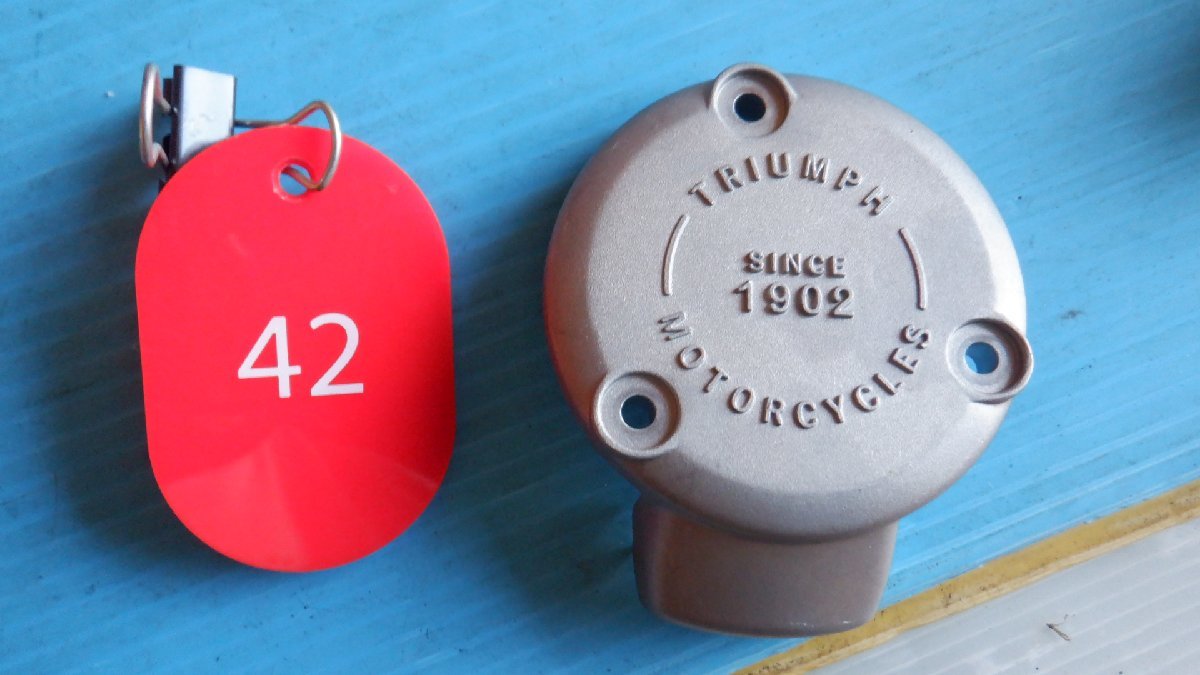 42
TRIUMPH
SINCE
1902
MOTORCYCLES